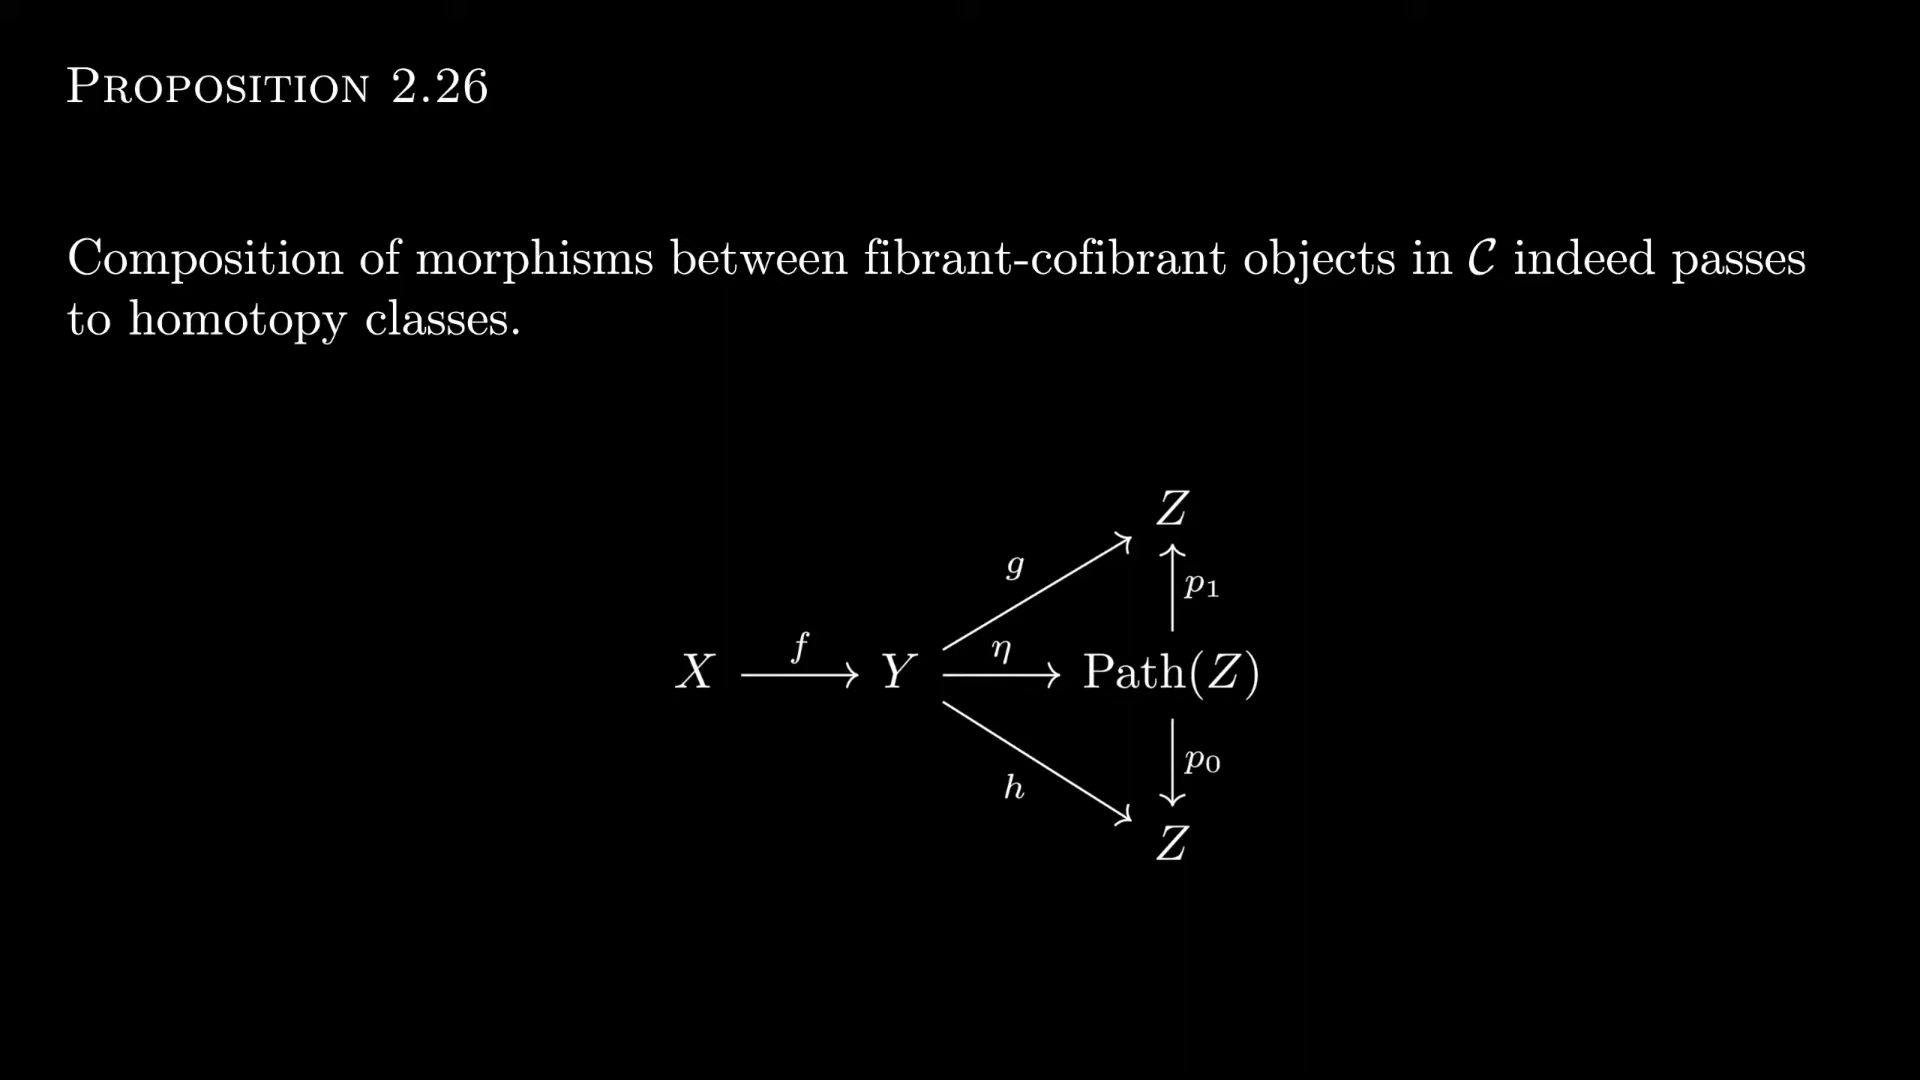 PROPOSITION 2.26
Composition of morphisms between fibrant-cofibrant objects in 𝒞 indeed passes
to homotopy classes.
Z
g
p₁
X f Y η Path(Z)
p₀
h
Z